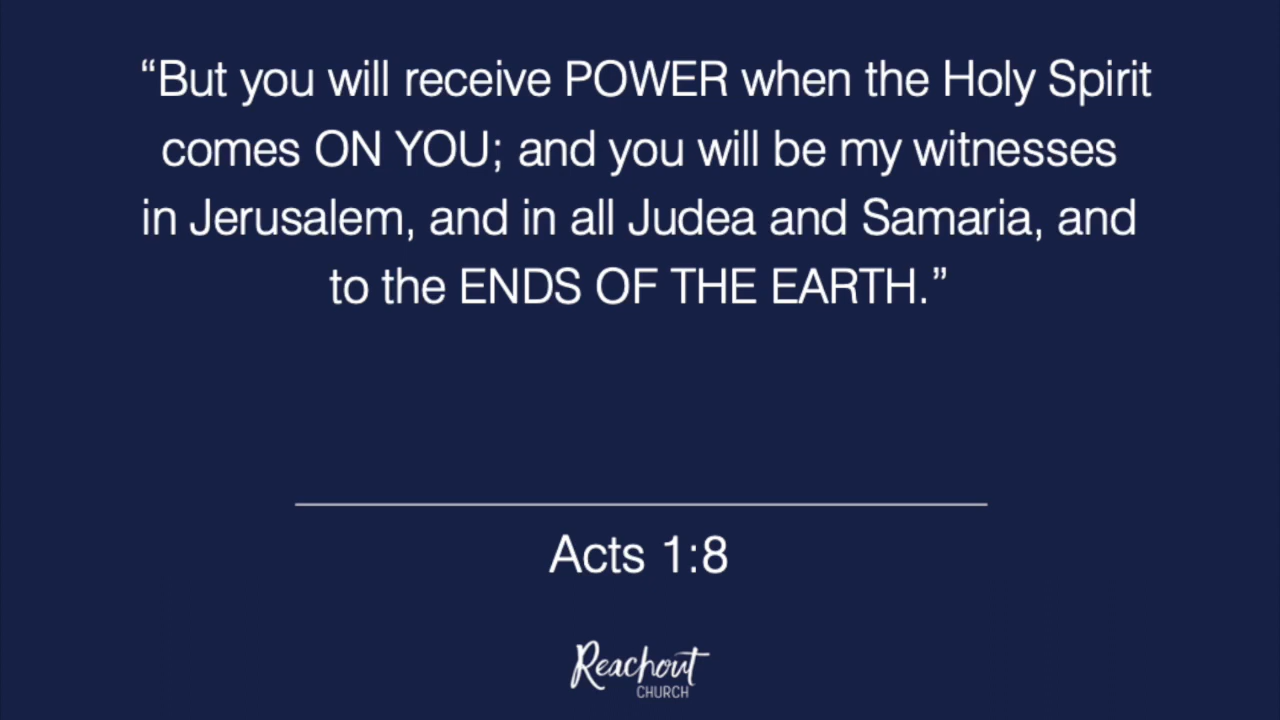 “But you will receive POWER when the Holy Spirit
comes ON YOU; and you will be my witnesses
in Jerusalem, and in all Judea and Samaria, and
to the ENDS OF THE EARTH.”
Acts 1:8
Reachout
CHURCH